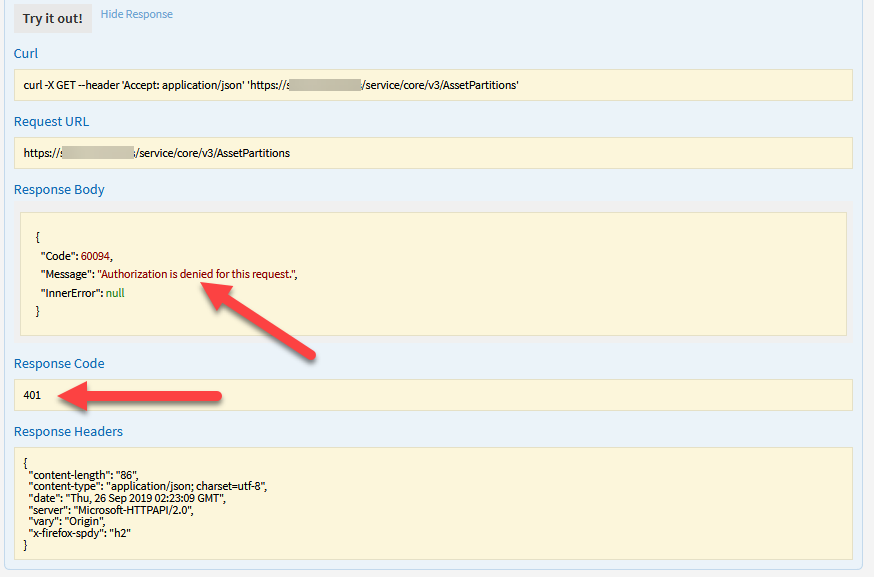 Try it out!
Hide Response
Curl
curl -X GET --header 'Accept: application/json' 'https://s /service/core/v3/AssetPartitions'
Request URL
https:// /service/core/v3/AssetPartitions
Response Body
{
"Code": 60094,
"Message": "Authorization is denied for this request.",
"InnerError": null
}
Response Code
401
Response Headers
{
"content-length": "86",
"content-type": "application/json; charset=utf-8",
"date": "Thu, 26 Sep 2019 02:23:09 GMT",
"server": "Microsoft-HTTPAPI/2.0",
"vary": "Origin",
"x-firefox-spdy": "h2"
}